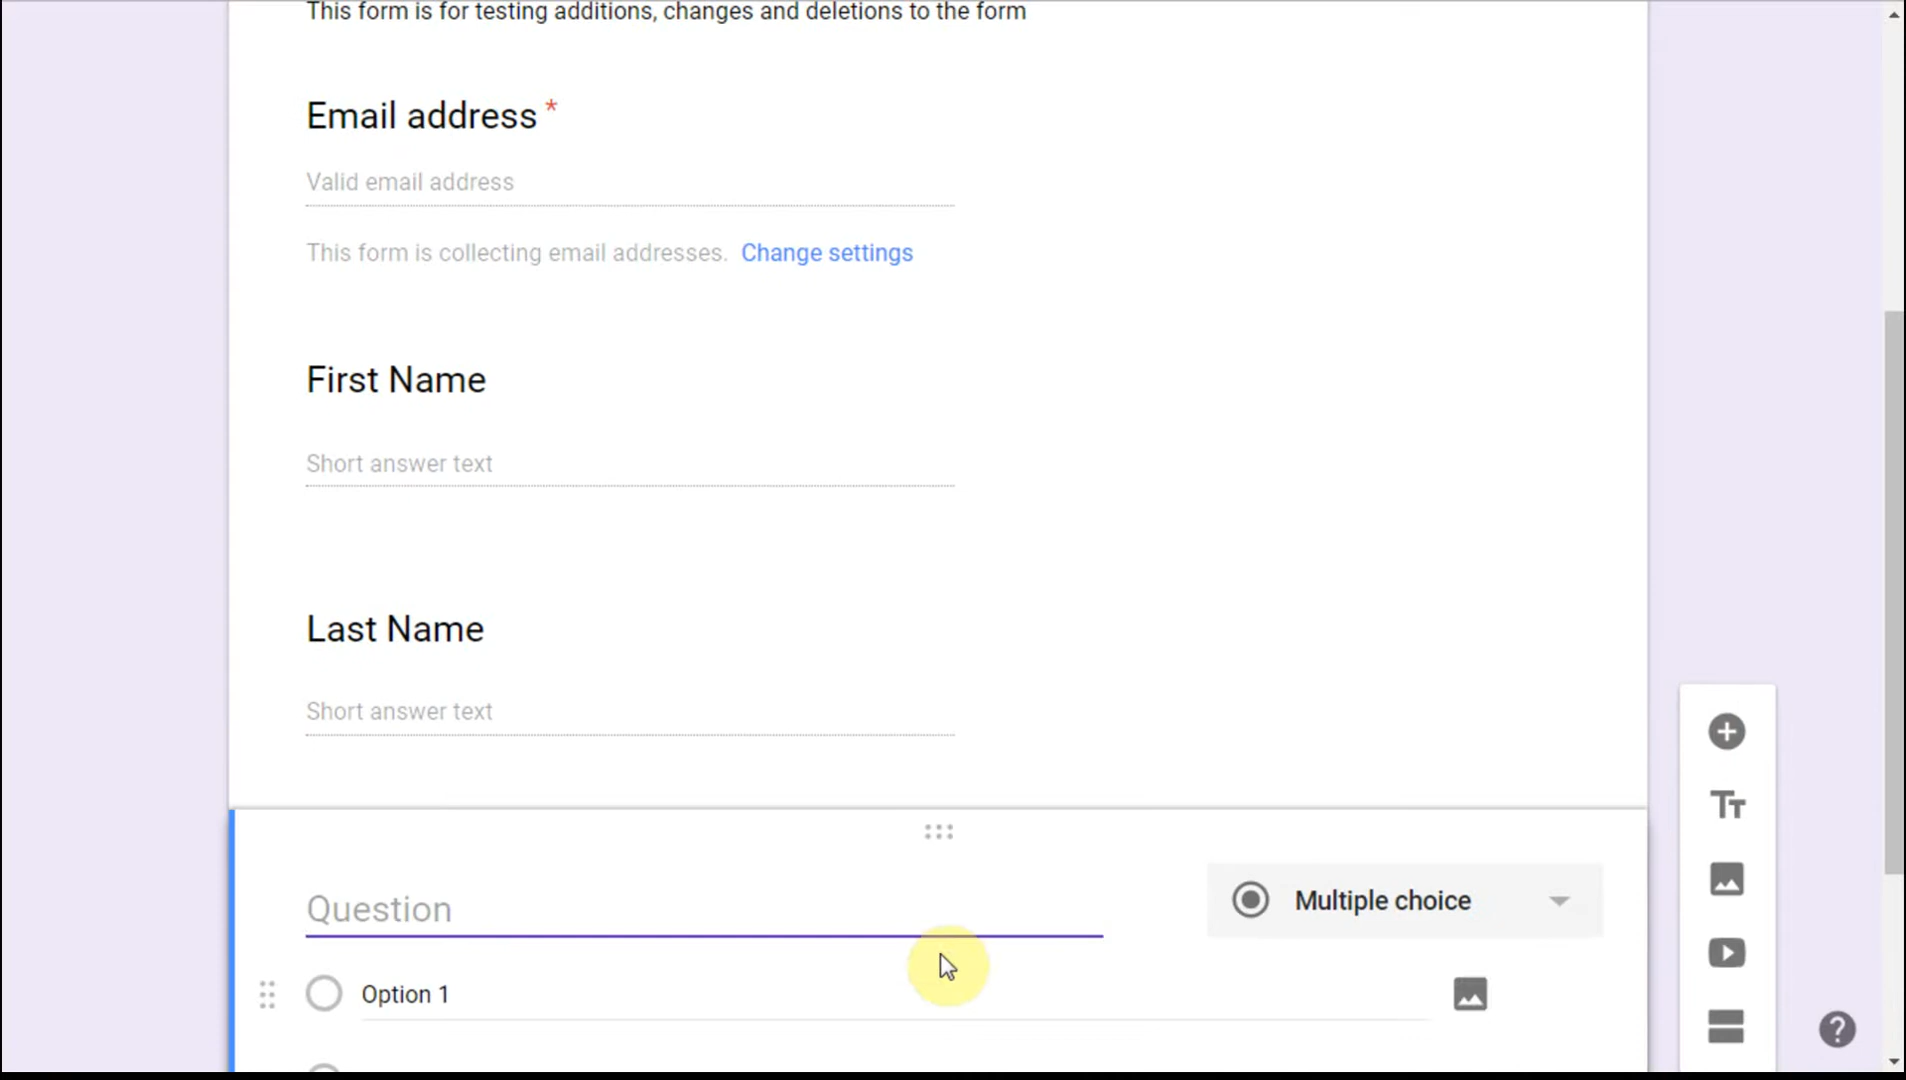 This form is for testing additions, changes and deletions to the form
Email address *
Valid email address
This form is collecting email addresses. Change settings
First Name
Short answer text
Last Name
Short answer text
Question
Multiple choice
Option 1